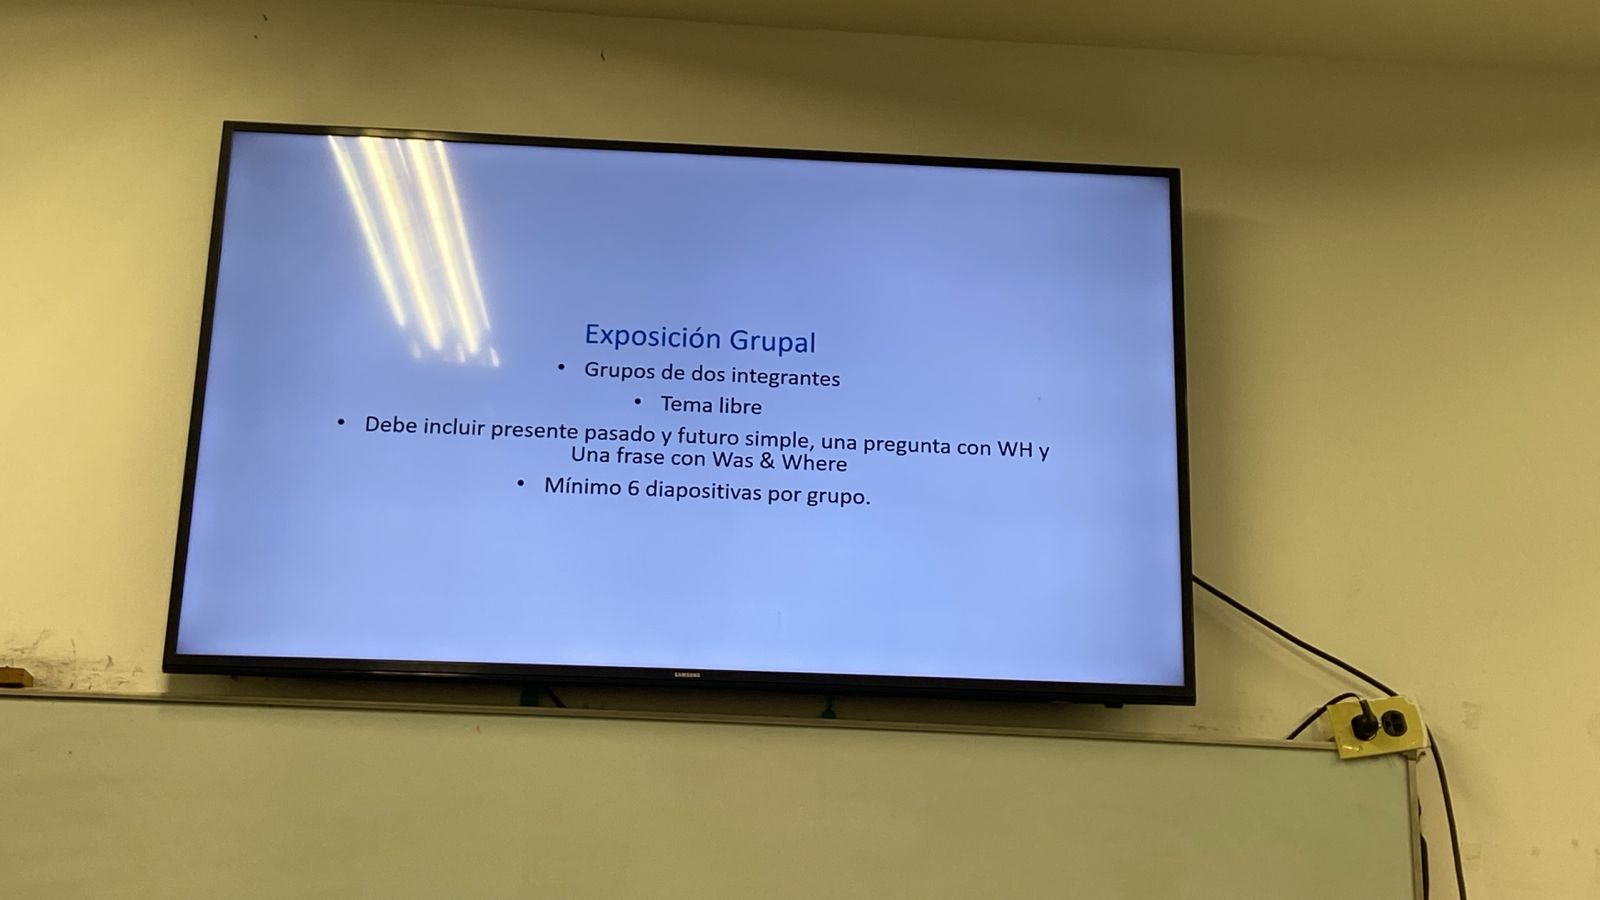 Exposición Grupal
• Grupos de dos integrantes
• Tema libre
• Debe incluir presente pasado y futuro simple, una pregunta con WH y
Una frase con Was & Where
• Mínimo 6 diapositivas por grupo.
SAMSUNG